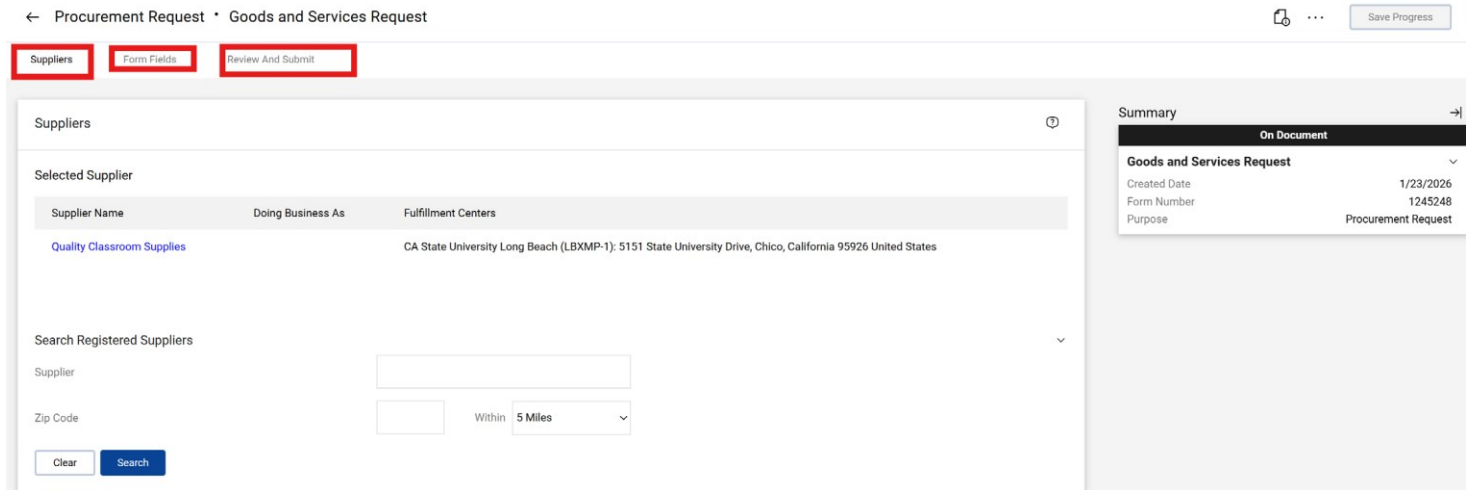 ← Procurement Request • Goods and Services Request
... Save Progress
Suppliers Form Fields Review And Submit
Suppliers
Selected Supplier
Supplier Name Doing Business As Fulfillment Centers
Quality Classroom Supplies CA State University Long Beach (LBXMP-1): 5151 State University Drive, Chico, California 95926 United States
Search Registered Suppliers
Supplier
Zip Code Within 5 Miles
Clear Search
Summary
On Document
Goods and Services Request
Created Date 1/23/2026
Form Number 1245248
Purpose Procurement Request